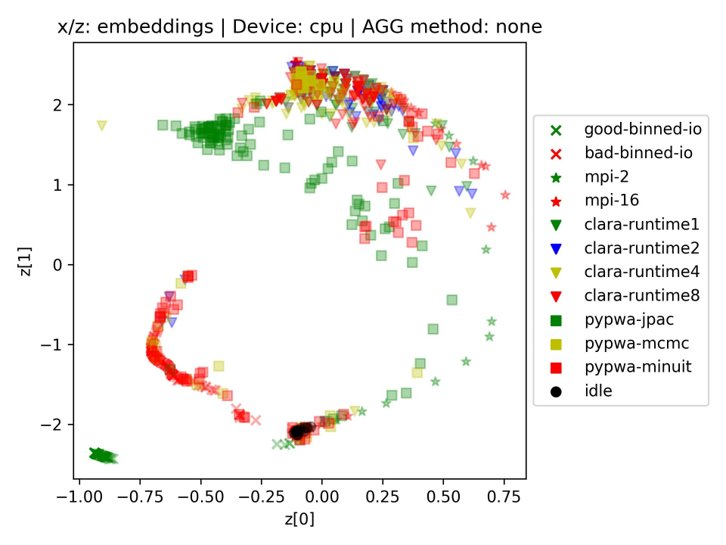 x/z: embeddings | Device: cpu | AGG method: none
z[1]
2
1
0
−1
−2
−1.00 −0.75 −0.50 −0.25 0.00 0.25 0.50 0.75
z[0]
good-binned-io
bad-binned-io
mpi-2
mpi-16
clara-runtime1
clara-runtime2
clara-runtime4
clara-runtime8
pypwa-jpac
pypwa-mcmc
pypwa-minuit
idle